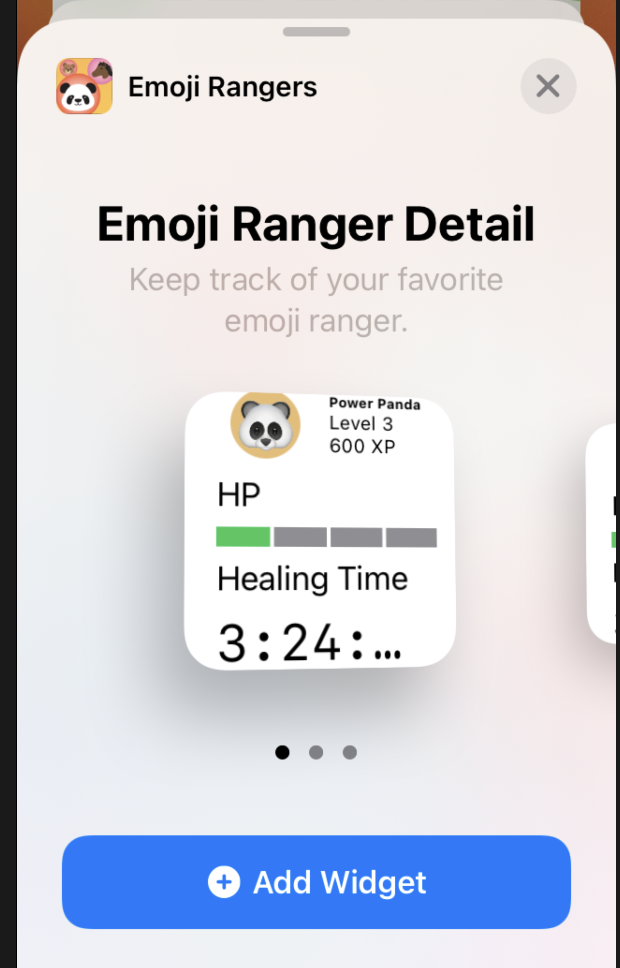 Emoji Rangers
Emoji Ranger Detail
Keep track of your favorite
emoji ranger.
Power Panda
Level 3
600 XP
HP
Healing Time
3:24:...
Add Widget